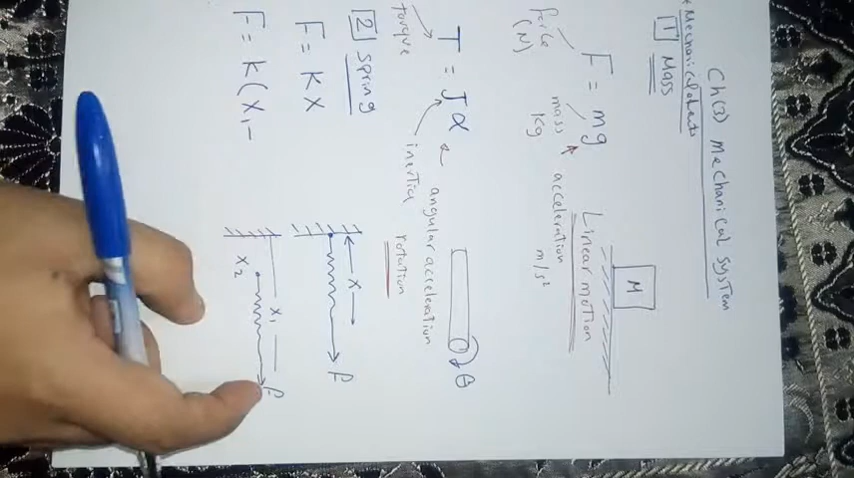 Ch(3) Mechanical system
* Mechanical elements
1 Mass
M
F = mg
force (N)
mass kg
acceleration m/s²
Linear motion
T = Jα
torque
inertia
angular acceleration
rotation
θ
2 spring
F = KX
X
F
F = K(X₁ -
X₁
X₂
F